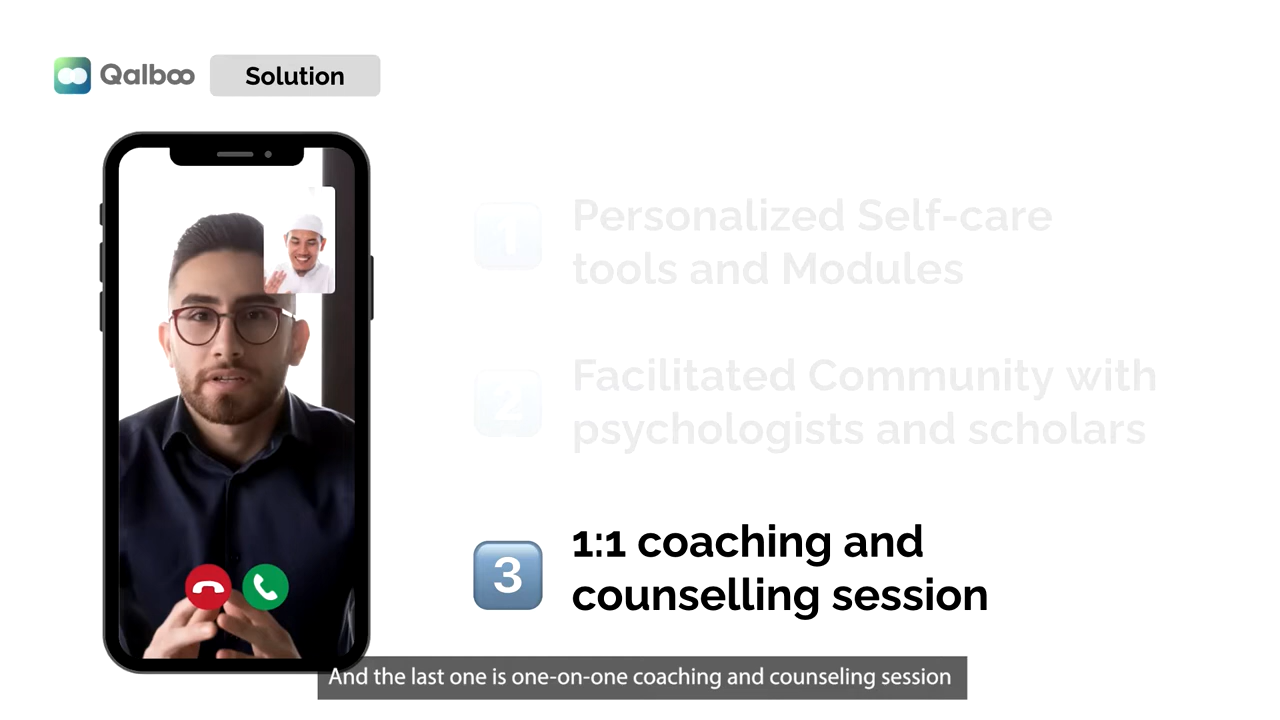 Qalboo
Solution
1
Personalized Self-care
tools and Modules
2
Facilitated Community with
psychologists and scholars
3
1:1 coaching and
counselling session
And the last one is one-on-one coaching and counseling session